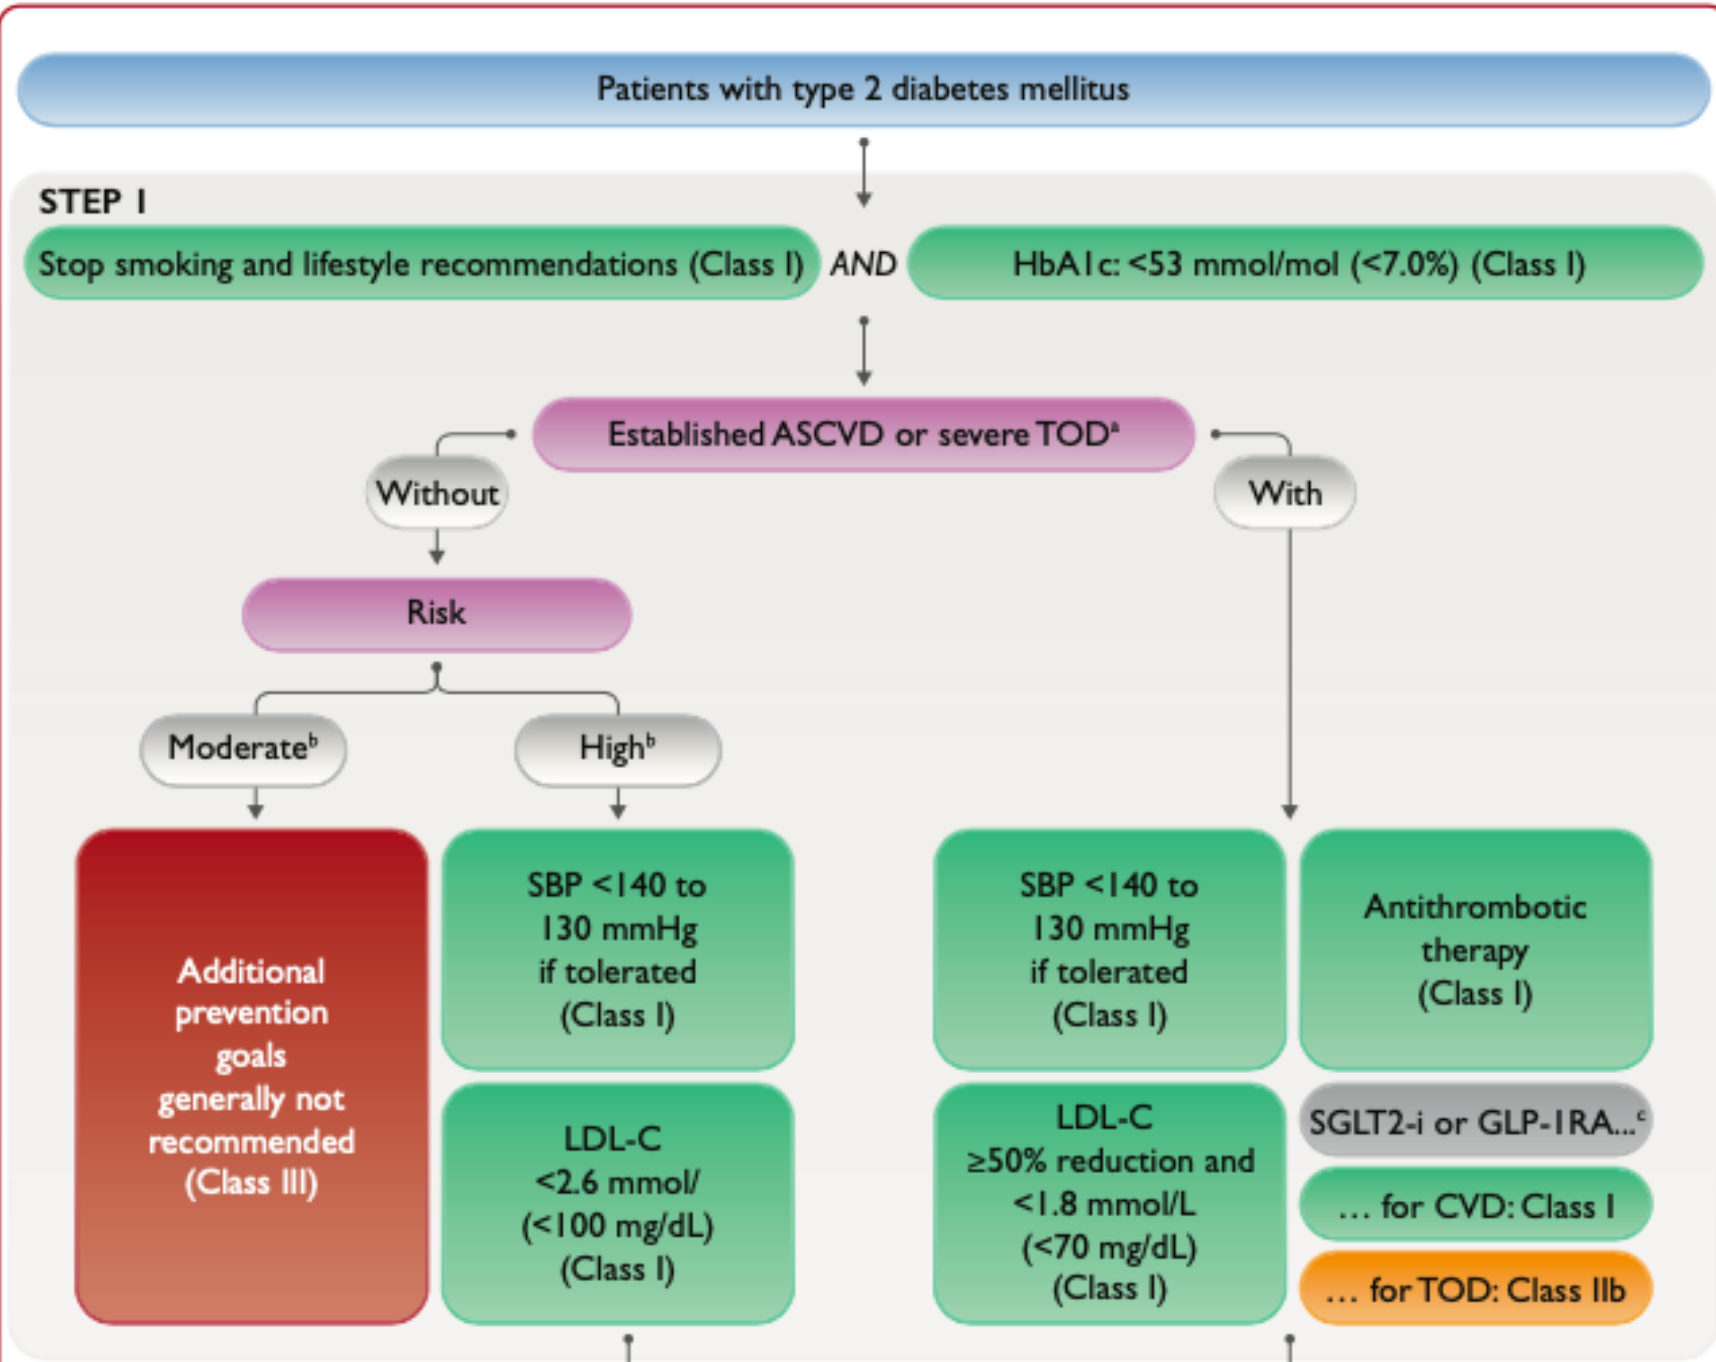 Patients with type 2 diabetes mellitus
STEP 1
Stop smoking and lifestyle recommendations (Class I) AND HbA1c: <53 mmol/mol (<7.0%) (Class I)
Established ASCVD or severe TODᵃ
Without
With
Risk
Moderateᵇ
Highᵇ
Additional
prevention
goals
generally not
recommended
(Class III)
SBP <140 to
130 mmHg
if tolerated
(Class I)
LDL-C
<2.6 mmol/
(<100 mg/dL)
(Class I)
SBP <140 to
130 mmHg
if tolerated
(Class I)
LDL-C
≥50% reduction and
<1.8 mmol/L
(<70 mg/dL)
(Class I)
Antithrombotic
therapy
(Class I)
SGLT2-i or GLP-1RA...ᶜ
... for CVD: Class I
... for TOD: Class IIb